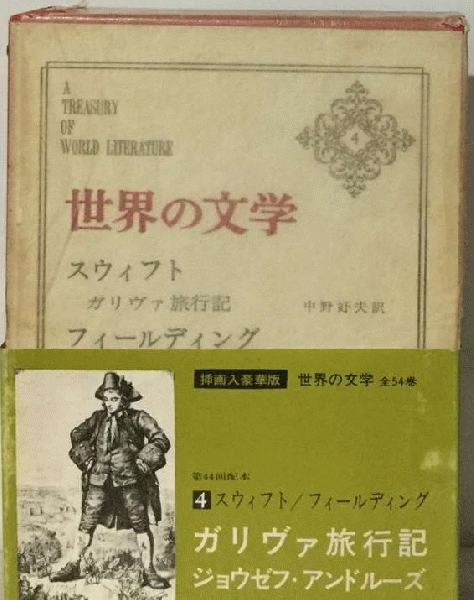 A
TREASURY
OF
WORLD LITERATURE
4
世界の文学
スウィフト
ガリヴァ旅行記 中野好夫訳
フィールディング
挿画入豪華版 世界の文学 全54巻
第44回配本
4 スウィフト/フィールディング
ガリヴァ旅行記
ジョウゼフ・アンドルーズ